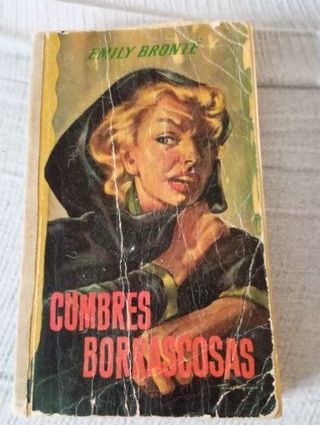 EMILY BRONTË
CUMBRES
BORRASCOSAS